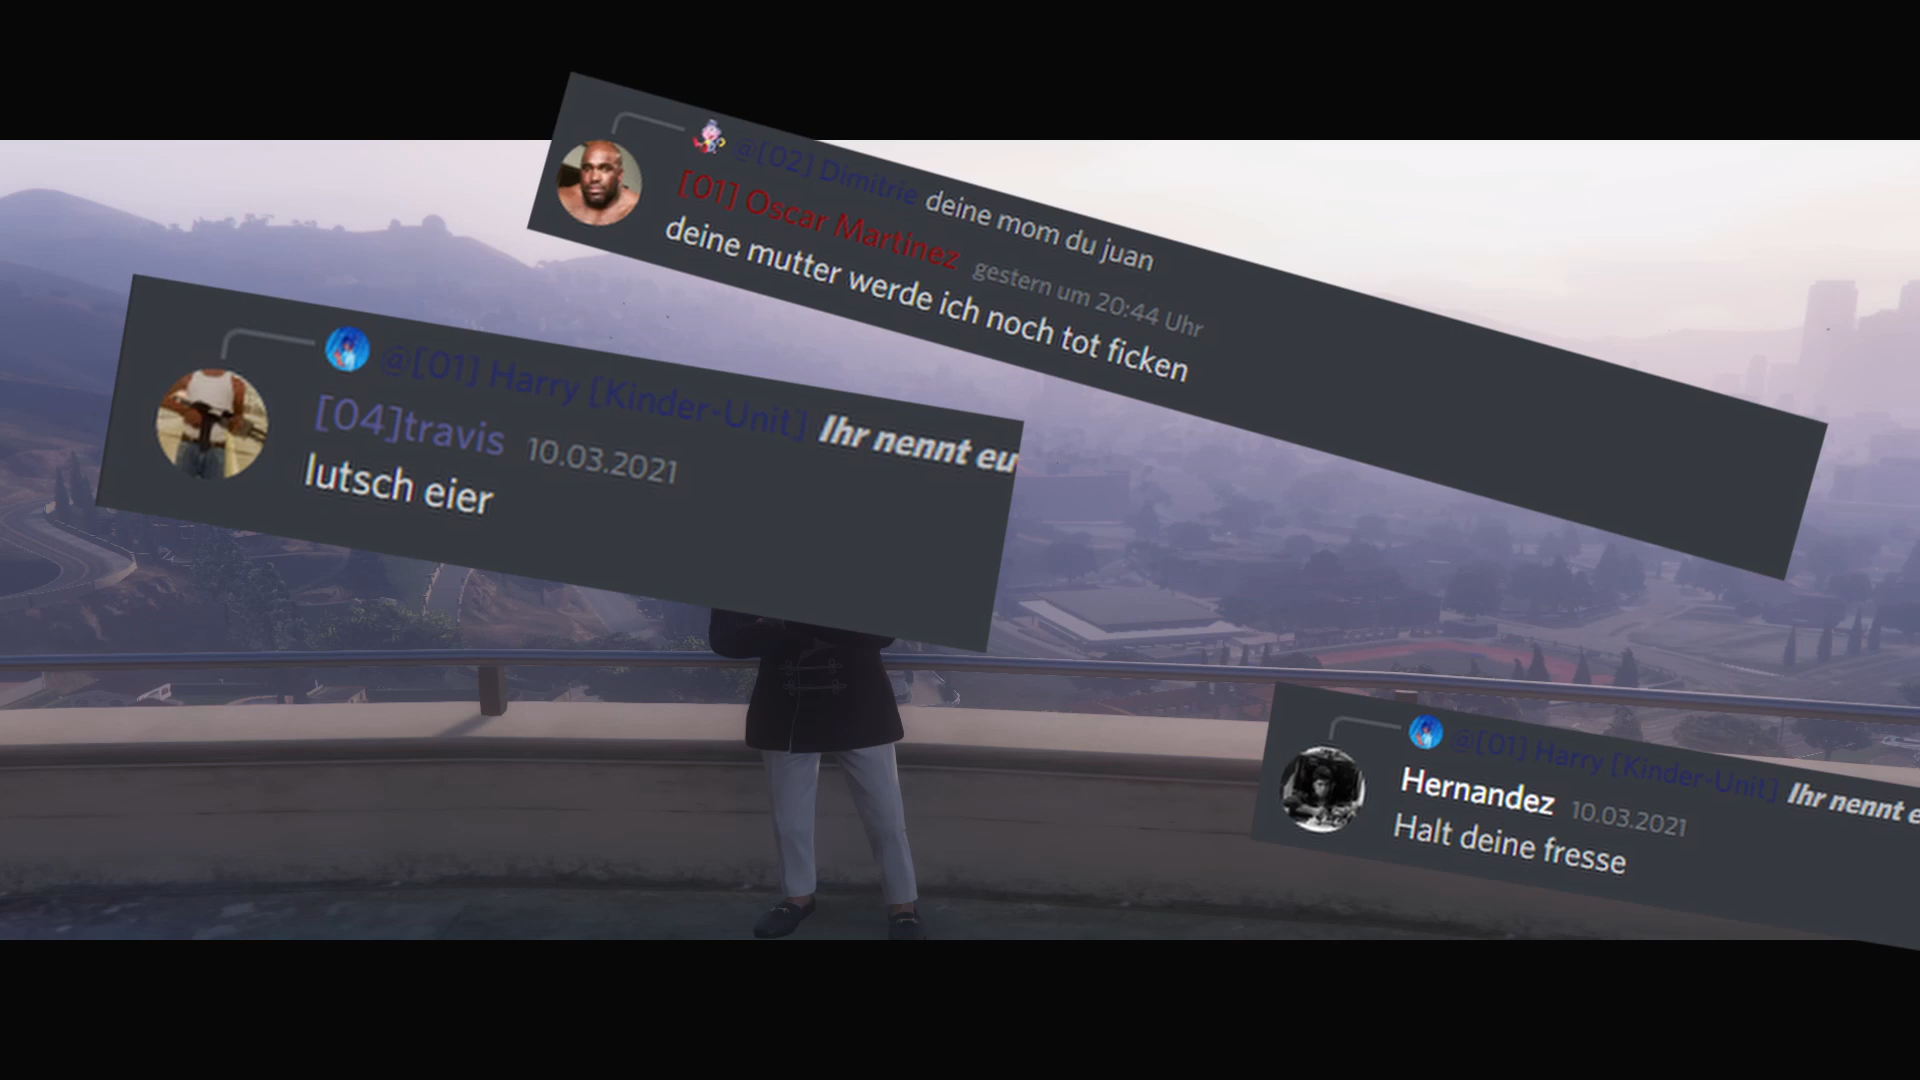 @[02] Dimitrie deine mom du juan
[01] Oscar Martinez gestern um 20:44 Uhr
deine mutter werde ich noch tot ficken
@[01] Harry [Kinder-Unit] Ihr nennt eu
[04]travis 10.03.2021
lutsch eier
@[01] Harry [Kinder-Unit] Ihr nennt e
Hernandez 10.03.2021
Halt deine fresse